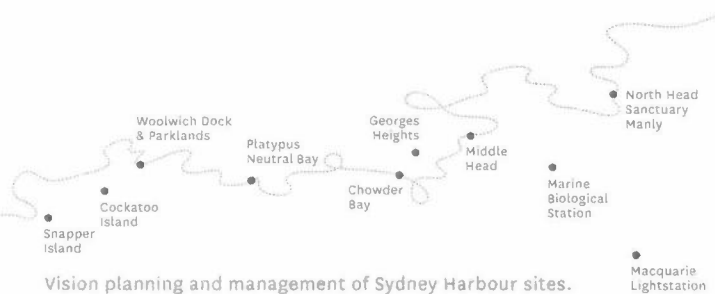 North Head
Sanctuary
Manly
Woolwich Dock
& Parklands
Georges
Heights
Platypus
Neutral Bay
Middle
Head
Marine
Biological
Station
Chowder
Bay
Cockatoo
Island
Snapper
Island
Macquarie
Lightstation
Vision planning and management of Sydney Harbour sites.